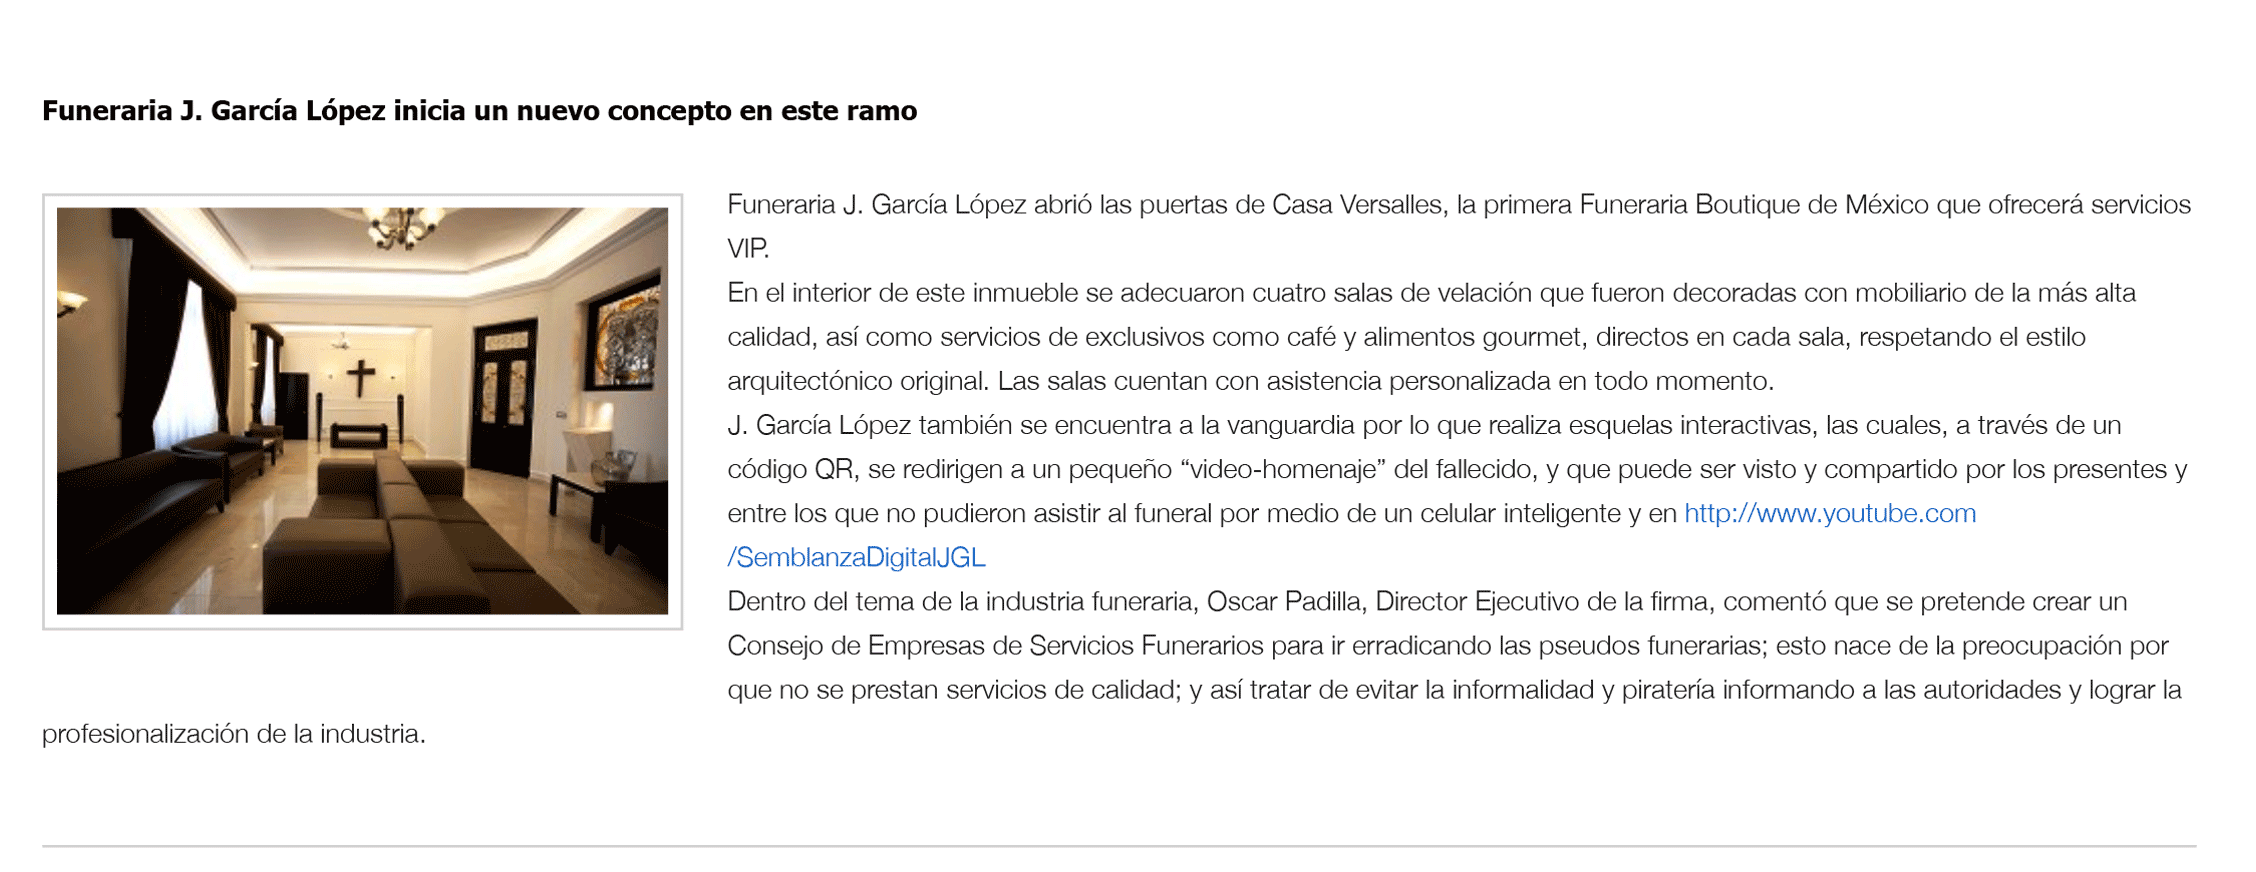 Funeraria J. García López inicia un nuevo concepto en este ramo
Funeraria J. García López abrió las puertas de Casa Versalles, la primera Funeraria Boutique de México que ofrecerá servicios
VIP.
En el interior de este inmueble se adecuaron cuatro salas de velación que fueron decoradas con mobiliario de la más alta
calidad, así como servicios de exclusivos como café y alimentos gourmet, directos en cada sala, respetando el estilo
arquitectónico original. Las salas cuentan con asistencia personalizada en todo momento.
J. García López también se encuentra a la vanguardia por lo que realiza esquelas interactivas, las cuales, a través de un
código QR, se redirigen a un pequeño “video-homenaje” del fallecido, y que puede ser visto y compartido por los presentes y
entre los que no pudieron asistir al funeral por medio de un celular inteligente y en http://www.youtube.com
/SemblanzaDigitalJGL
Dentro del tema de la industria funeraria, Oscar Padilla, Director Ejecutivo de la firma, comentó que se pretende crear un
Consejo de Empresas de Servicios Funerarios para ir erradicando las pseudos funerarias; esto nace de la preocupación por
que no se prestan servicios de calidad; y así tratar de evitar la informalidad y piratería informando a las autoridades y lograr la
profesionalización de la industria.